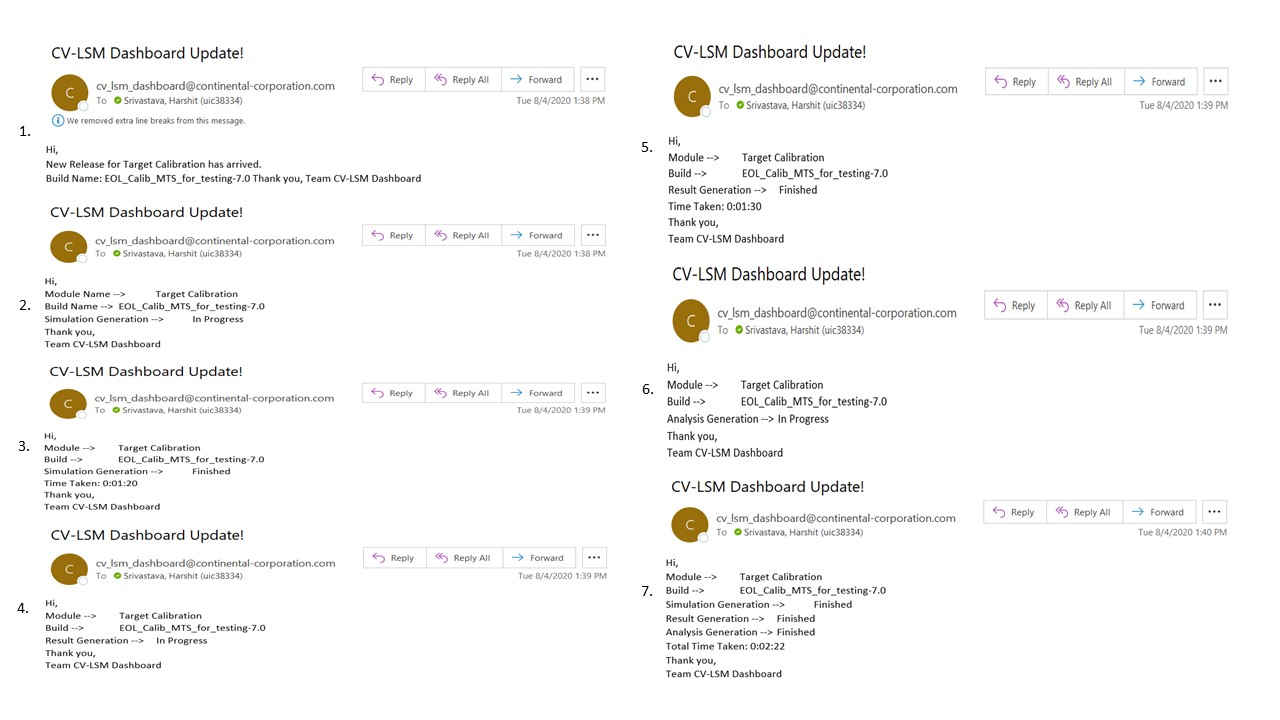 1.
CV-LSM Dashboard Update!
C
cv_lsm_dashboard@continental-corporation.com
To Srivastava, Harshit (uic38334)
Reply Reply All Forward ...
Tue 8/4/2020 1:38 PM
We removed extra line breaks from this message.
Hi,
New Release for Target Calibration has arrived.
Build Name: EOL_Calib_MTS_for_testing-7.0 Thank you, Team CV-LSM Dashboard
2.
CV-LSM Dashboard Update!
C
cv_lsm_dashboard@continental-corporation.com
To Srivastava, Harshit (uic38334)
Reply Reply All Forward ...
Tue 8/4/2020 1:38 PM
Hi,
Module Name --> Target Calibration
Build Name --> EOL_Calib_MTS_for_testing-7.0
Simulation Generation --> In Progress
Thank you,
Team CV-LSM Dashboard
3.
CV-LSM Dashboard Update!
C
cv_lsm_dashboard@continental-corporation.com
To Srivastava, Harshit (uic38334)
Reply Reply All Forward ...
Tue 8/4/2020 1:39 PM
Hi,
Module --> Target Calibration
Build --> EOL_Calib_MTS_for_testing-7.0
Simulation Generation --> Finished
Time Taken: 0:01:20
Thank you,
Team CV-LSM Dashboard
4.
CV-LSM Dashboard Update!
C
cv_lsm_dashboard@continental-corporation.com
To Srivastava, Harshit (uic38334)
Reply Reply All Forward ...
Tue 8/4/2020 1:39 PM
Hi,
Module --> Target Calibration
Build --> EOL_Calib_MTS_for_testing-7.0
Result Generation --> In Progress
Thank you,
Team CV-LSM Dashboard
5.
CV-LSM Dashboard Update!
C
cv_lsm_dashboard@continental-corporation.com
To Srivastava, Harshit (uic38334)
Reply Reply All Forward ...
Tue 8/4/2020 1:39 PM
Hi,
Module --> Target Calibration
Build --> EOL_Calib_MTS_for_testing-7.0
Result Generation --> Finished
Time Taken: 0:01:30
Thank you,
Team CV-LSM Dashboard
6.
CV-LSM Dashboard Update!
C
cv_lsm_dashboard@continental-corporation.com
To Srivastava, Harshit (uic38334)
Reply Reply All Forward ...
Tue 8/4/2020 1:39 PM
Hi,
Module --> Target Calibration
Build --> EOL_Calib_MTS_for_testing-7.0
Analysis Generation --> In Progress
Thank you,
Team CV-LSM Dashboard
7.
CV-LSM Dashboard Update!
C
cv_lsm_dashboard@continental-corporation.com
To Srivastava, Harshit (uic38334)
Reply Reply All Forward ...
Tue 8/4/2020 1:40 PM
Hi,
Module --> Target Calibration
Build --> EOL_Calib_MTS_for_testing-7.0
Simulation Generation --> Finished
Result Generation --> Finished
Analysis Generation --> Finished
Total Time Taken: 0:02:22
Thank you,
Team CV-LSM Dashboard